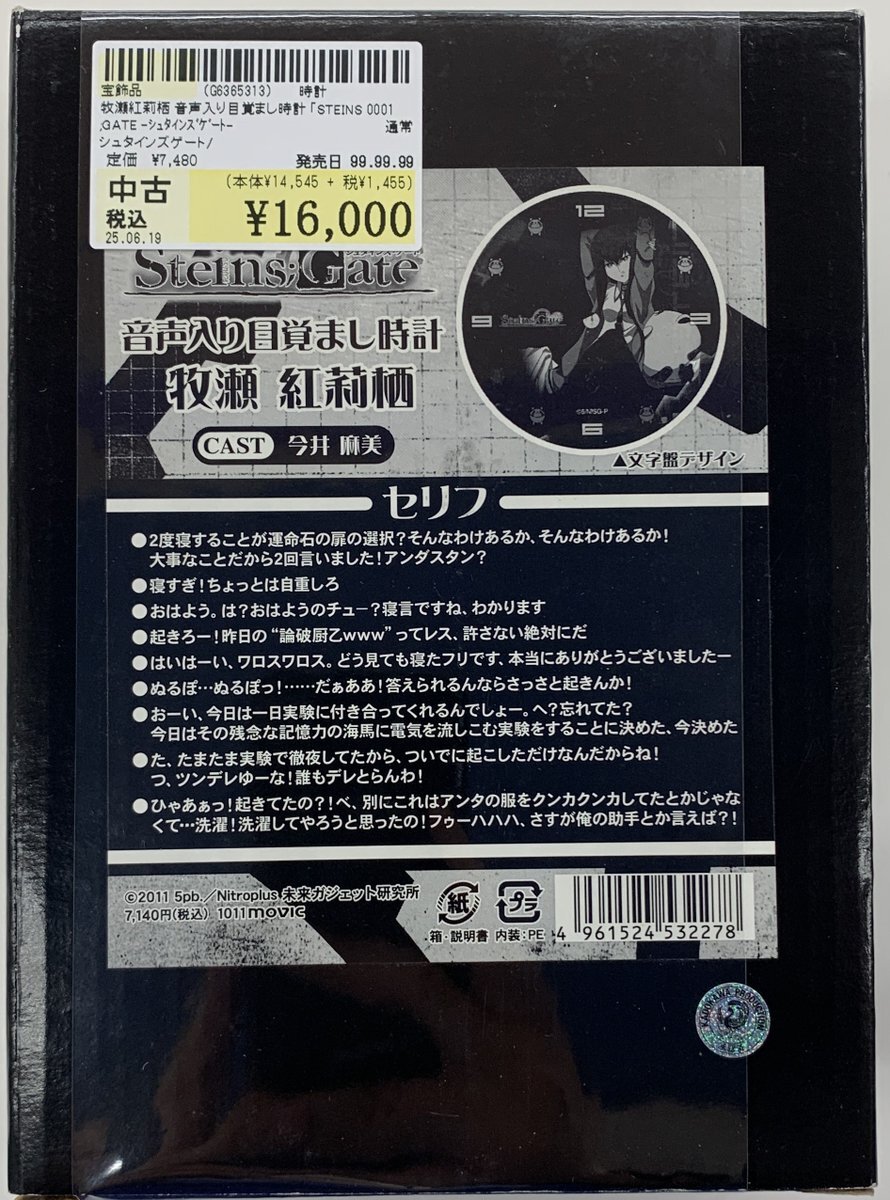 宝飾品 (G6365313) 時計
牧瀬紅莉栖 音声入り目覚まし時計「STEINS 0001
;GATE -シュタインズゲート- 通常
シュタインズゲート/
定価 ¥7,480 発売日 99.99.99
中古 (本体¥14,545 + 税¥1,455)
税込 ¥16,000
25.06.19
シュタインズゲート
Steins;Gate
音声入り目覚まし時計
牧瀬 紅莉栖
CAST 今井 麻美
12
9
Steins;Gate
3
6
▲文字盤デザイン
セリフ
●2度寝することが運命石の扉の選択?そんなわけあるか、そんなわけあるか!
大事なことだから2回言いました!アンダスタン?
●寝すぎ!ちょっとは自重しろ
●おはよう。は?おはようのチュー?寝言ですね、わかります
●起きろー!昨日の“論破厨乙www”ってレス、許さない絶対にだ
●はいはーい、ワロスワロス。どう見ても寝たフリです、本当にありがとうございましたー
●ぬるぽ…ぬるぽっ!……だぁああ!答えられるんならさっさと起きんか!
●おーい、今日は一日実験に付き合ってくれるんでしょー。へ?忘れてた?
今日はその残念な記憶力の海馬に電気を流しこむ実験をすることに決めた、今決めた
●た、たまたま実験で徹夜してたから、ついでに起こしただけなんだからね!
つ、ツンデレゆーな!誰もデレとらんわ!
●ひゃあぁっ!起きてたの?!べ、別にこれはアンタの服をクンカクンカしてたとかじゃな
くて…洗濯!洗濯してやろうと思ったの!フゥーハハハ、さすが俺の助手とか言えば?!
©2011 5pb./Nitroplus 未来ガジェット研究所
7,140円(税込) 1011movic
紙
箱・説明書
プラ
内装:PE
4 961524 532278
KADOKAWA PRODUCTION